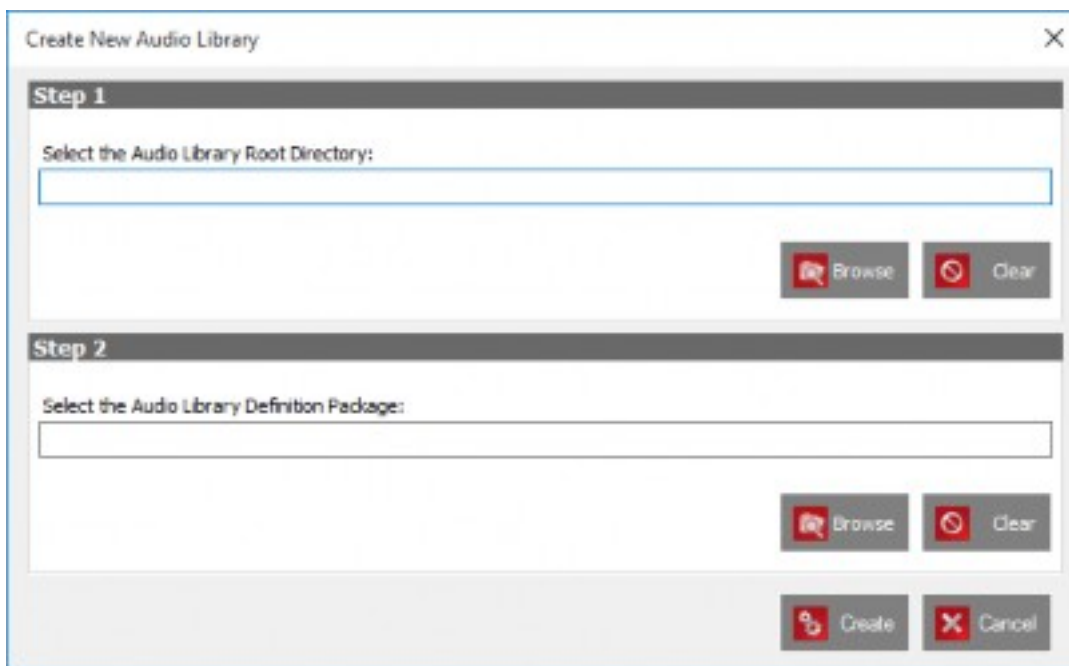 Create New Audio Library
Step 1
Select the Audio Library Root Directory:
Browse
Clear
Step 2
Select the Audio Library Definition Package:
Browse
Clear
Create
Cancel